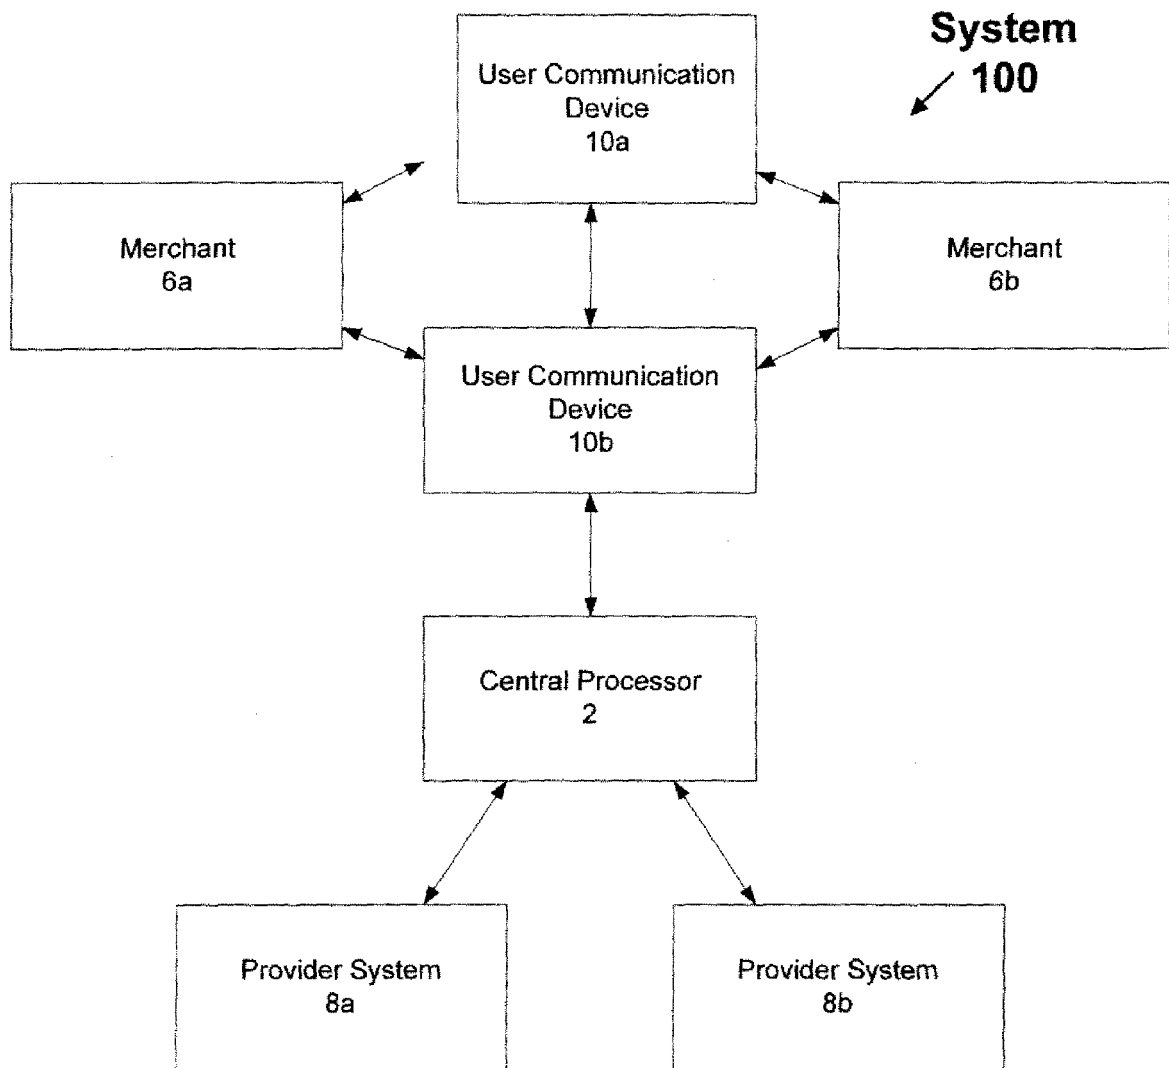 System
100
User Communication
Device
10a
Merchant
6a
Merchant
6b
User Communication
Device
10b
Central Processor
2
Provider System
8a
Provider System
8b